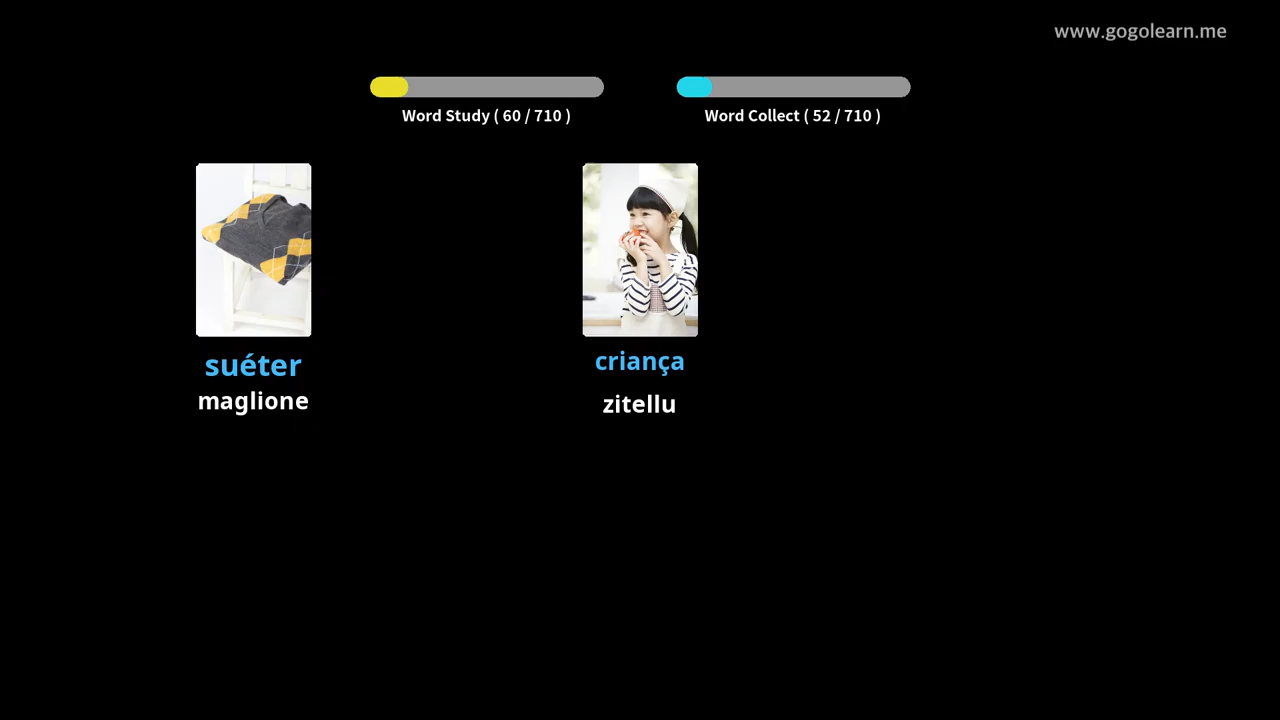 www.gogolearn.me
Word Study ( 60 / 710 )
Word Collect ( 52 / 710 )
suéter
maglione
criança
zitellu